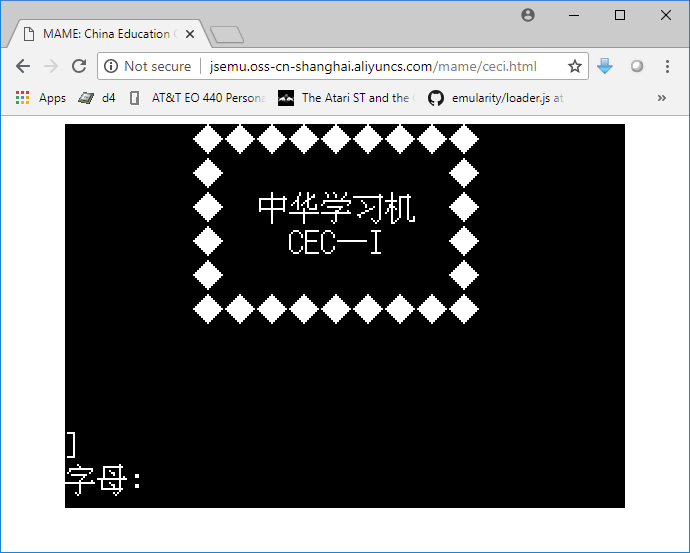 MAME: China Education
Not secure
jsemu.oss-cn-shanghai.aliyuncs.com/mame/ceci.html
Apps
d4
AT&T EO 440 Persona
The Atari ST and the
emularity/loader.js at
»
中华学习机
CEC—I
]
字母: